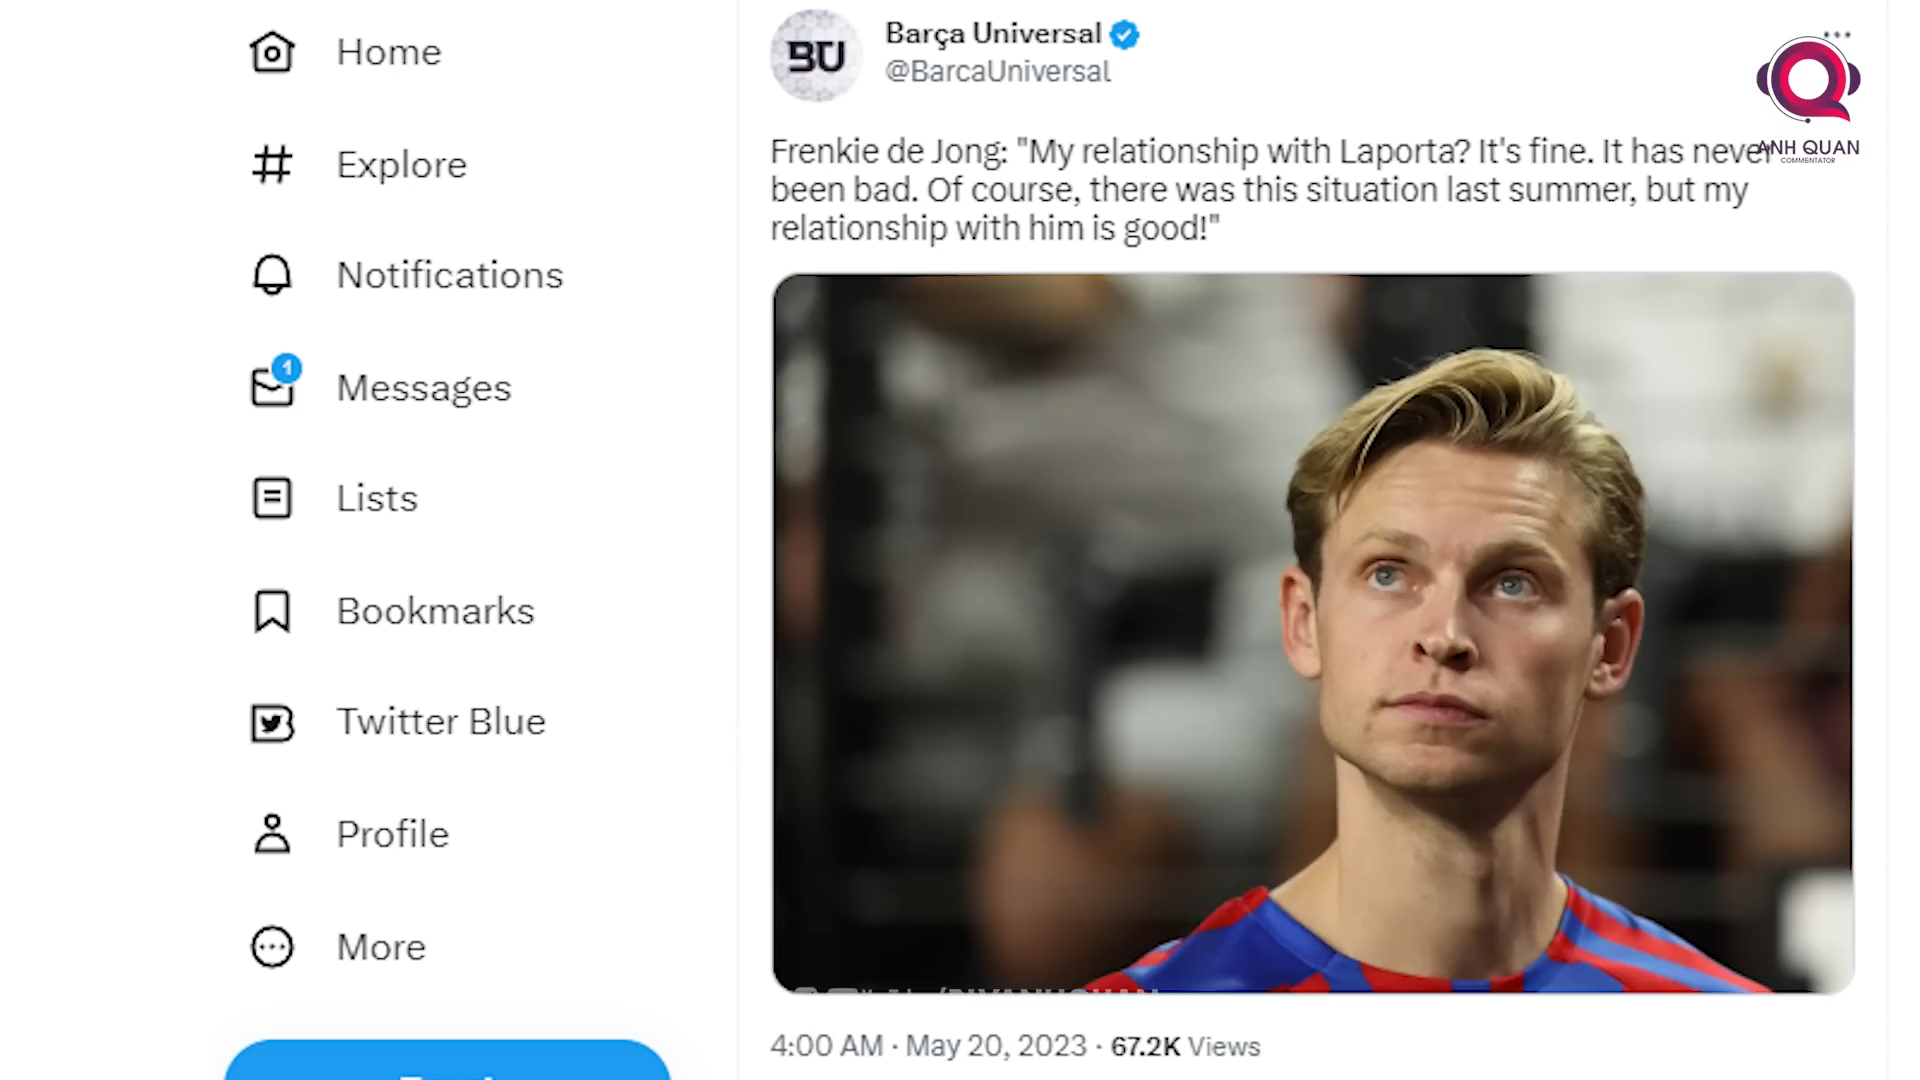 Home
Explore
Notifications
1
Messages
Lists
Bookmarks
Twitter Blue
Profile
More
BU
Barça Universal
@BarcaUniversal
Frenkie de Jong: "My relationship with Laporta? It's fine. It has never
been bad. Of course, there was this situation last summer, but my
relationship with him is good!"
4:00 AM · May 20, 2023 · 67.2K Views
ANH QUAN
COMMENTATOR